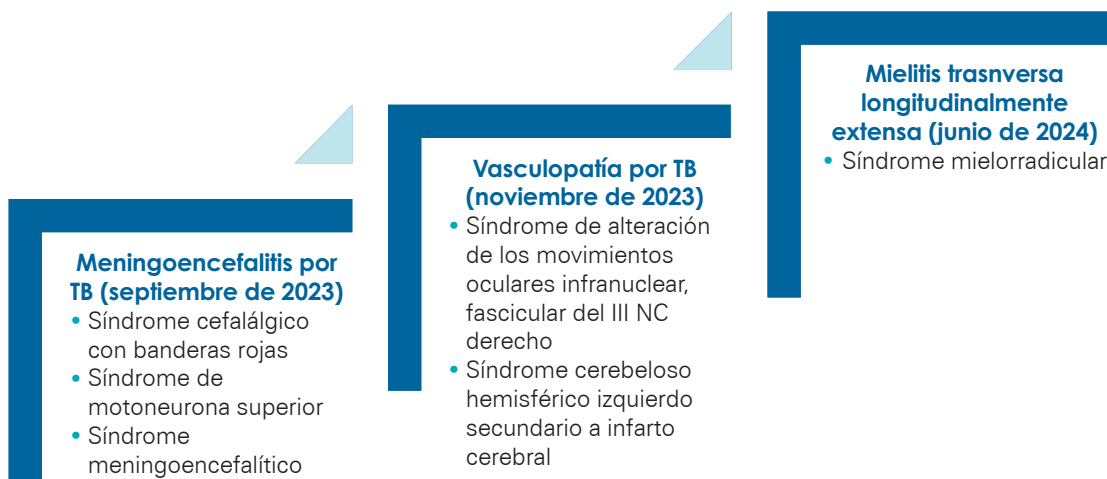 Meningoencefalitis por
TB (septiembre de 2023)
• Síndrome cefalálgico
con banderas rojas
• Síndrome de
motoneurona superior
• Síndrome
meningoencefalítico
Vasculopatía por TB
(noviembre de 2023)
• Síndrome de alteración
de los movimientos
oculares infranuclear,
fascicular del III NC
derecho
• Síndrome cerebeloso
hemisférico izquierdo
secundario a infarto
cerebral
Mielitis trasnversa
longitudinalmente
extensa (junio de 2024)
• Síndrome mielorradicular